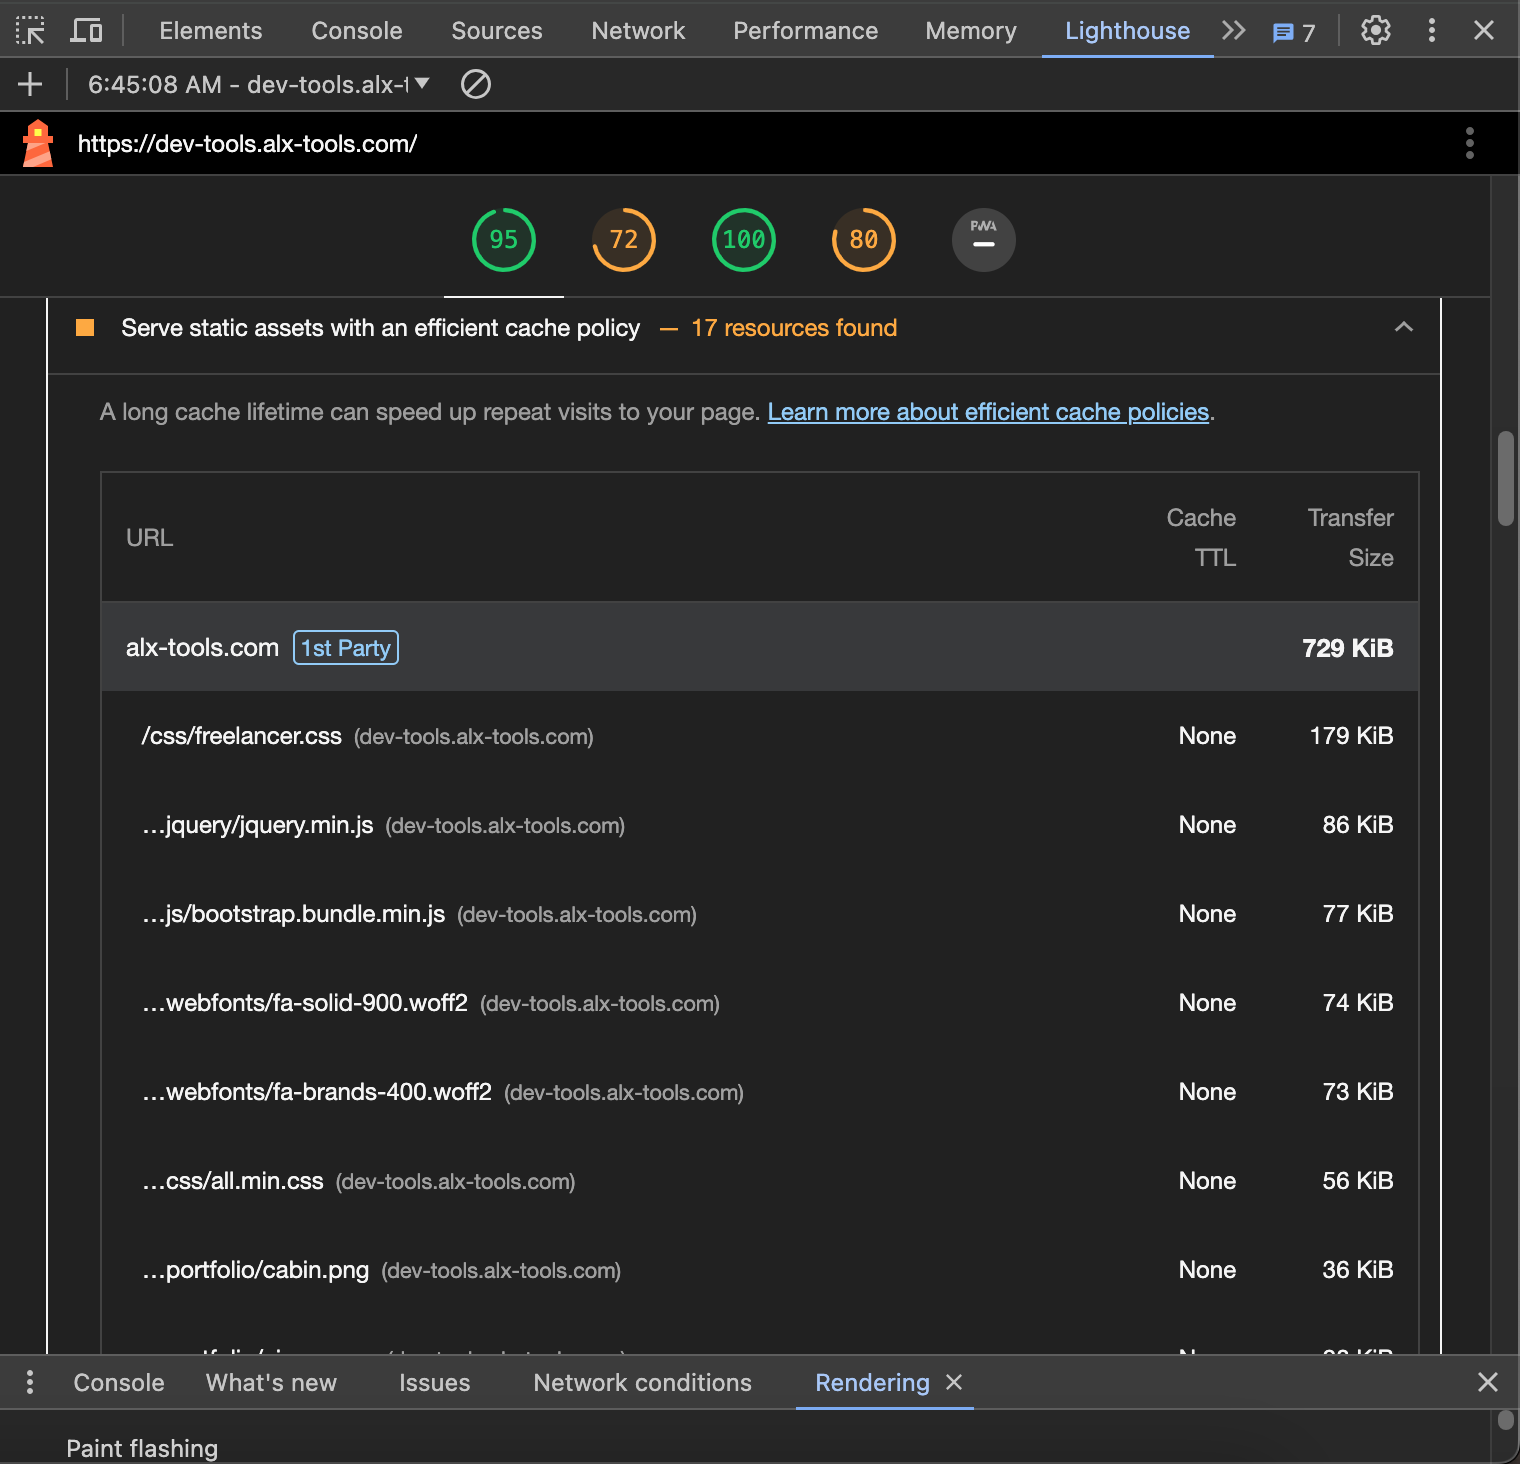 Elements Console Sources Network Performance Memory Lighthouse 7
6:45:08 AM - dev-tools.alx-t
https://dev-tools.alx-tools.com/
95 72 100 80 PWA
Serve static assets with an efficient cache policy — 17 resources found
A long cache lifetime can speed up repeat visits to your page. Learn more about efficient cache policies.
URL Cache TTL Transfer Size
alx-tools.com 1st Party 729 KiB
/css/freelancer.css (dev-tools.alx-tools.com) None 179 KiB
…jquery/jquery.min.js (dev-tools.alx-tools.com) None 86 KiB
…js/bootstrap.bundle.min.js (dev-tools.alx-tools.com) None 77 KiB
…webfonts/fa-solid-900.woff2 (dev-tools.alx-tools.com) None 74 KiB
…webfonts/fa-brands-400.woff2 (dev-tools.alx-tools.com) None 73 KiB
…css/all.min.css (dev-tools.alx-tools.com) None 56 KiB
…portfolio/cabin.png (dev-tools.alx-tools.com) None 36 KiB
Console What's new Issues Network conditions Rendering
Paint flashing